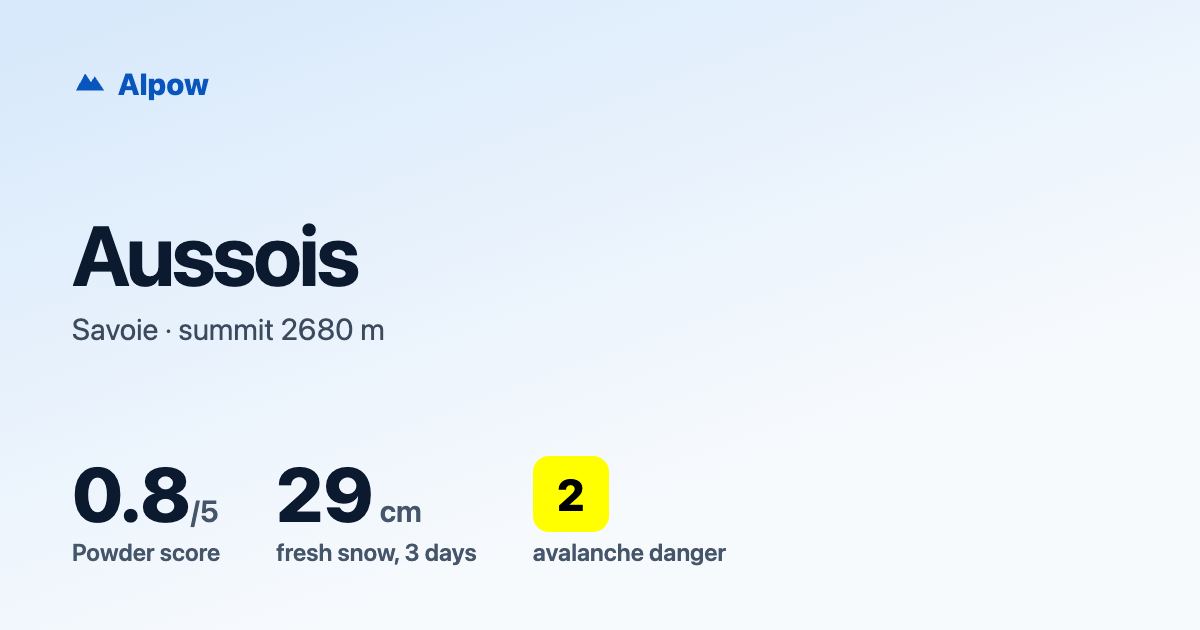 Alpow
Aussois
Savoie · summit 2680 m
0.8/5
Powder score
29 cm
fresh snow, 3 days
2
avalanche danger